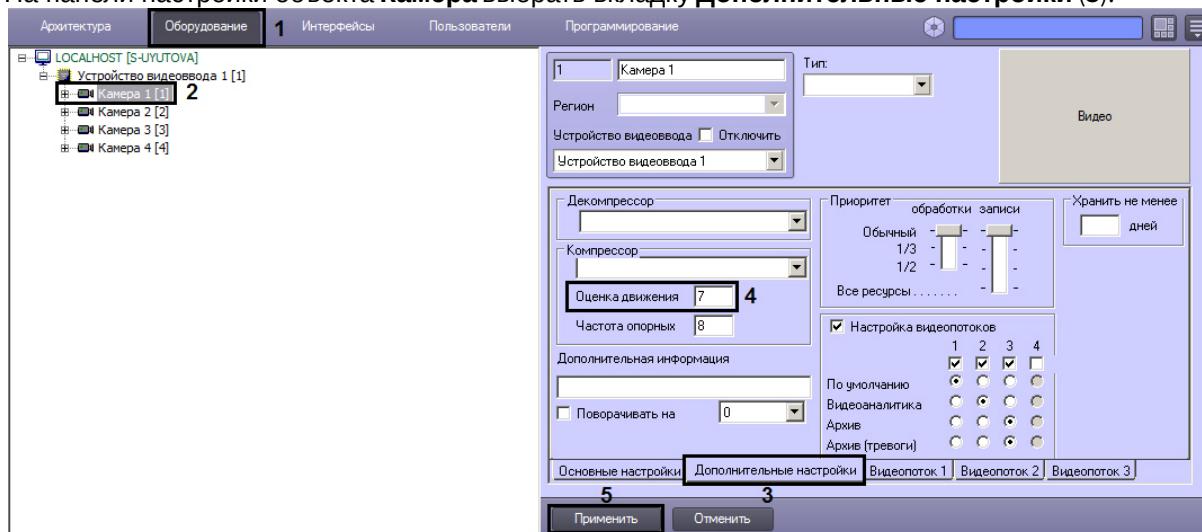 На панели настройки объекта Камера выбрать вкладку Дополнительные настройки (3).
Архитектура Оборудование 1 Интерфейсы Пользователи Программирование
LOCALHOST [S-UYUTOVA]
Устройство видеоввода 1 [1]
Камера 1 [1] 2
Камера 2 [2]
Камера 3 [3]
Камера 4 [4]
1 Камера 1
Тип:
Регион
Устройство видеоввода Отключить
Устройство видеоввода 1
Видео
Декомпрессор
Компрессор
Оценка движения 7 4
Частота опорных 8
Дополнительная информация
Поворачивать на 0
Приоритет
обработки записи
Обычный
1/3
1/2
Все ресурсы . . . . . . .
Хранить не менее
дней
Настройка видеопотоков
1 2 3 4
По умолчанию
Видеоаналитика
Архив
Архив (тревоги)
Основные настройки Дополнительные настройки Видеопоток 1 Видеопоток 2 Видеопоток 3
5 3
Применить Отменить